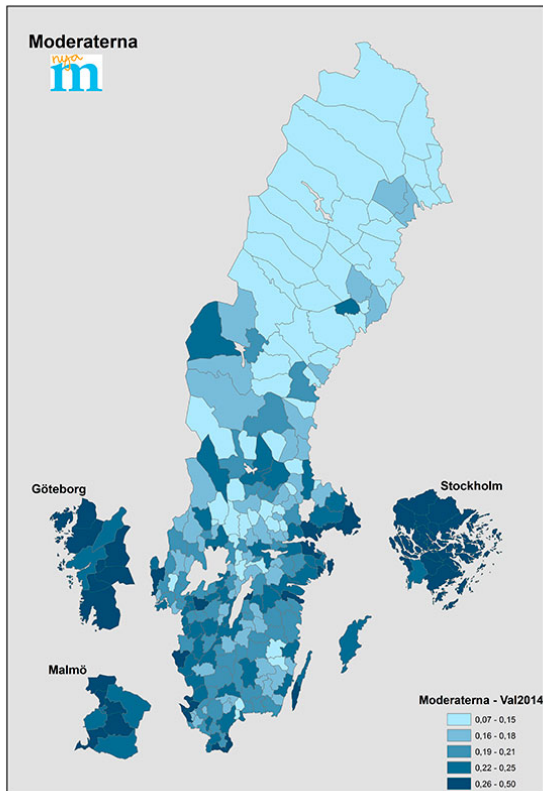 Moderaterna
nya
m
Göteborg
Stockholm
Malmö
Moderaterna - Val2014
0,07 - 0,15
0,16 - 0,18
0,19 - 0,21
0,22 - 0,25
0,26 - 0,50